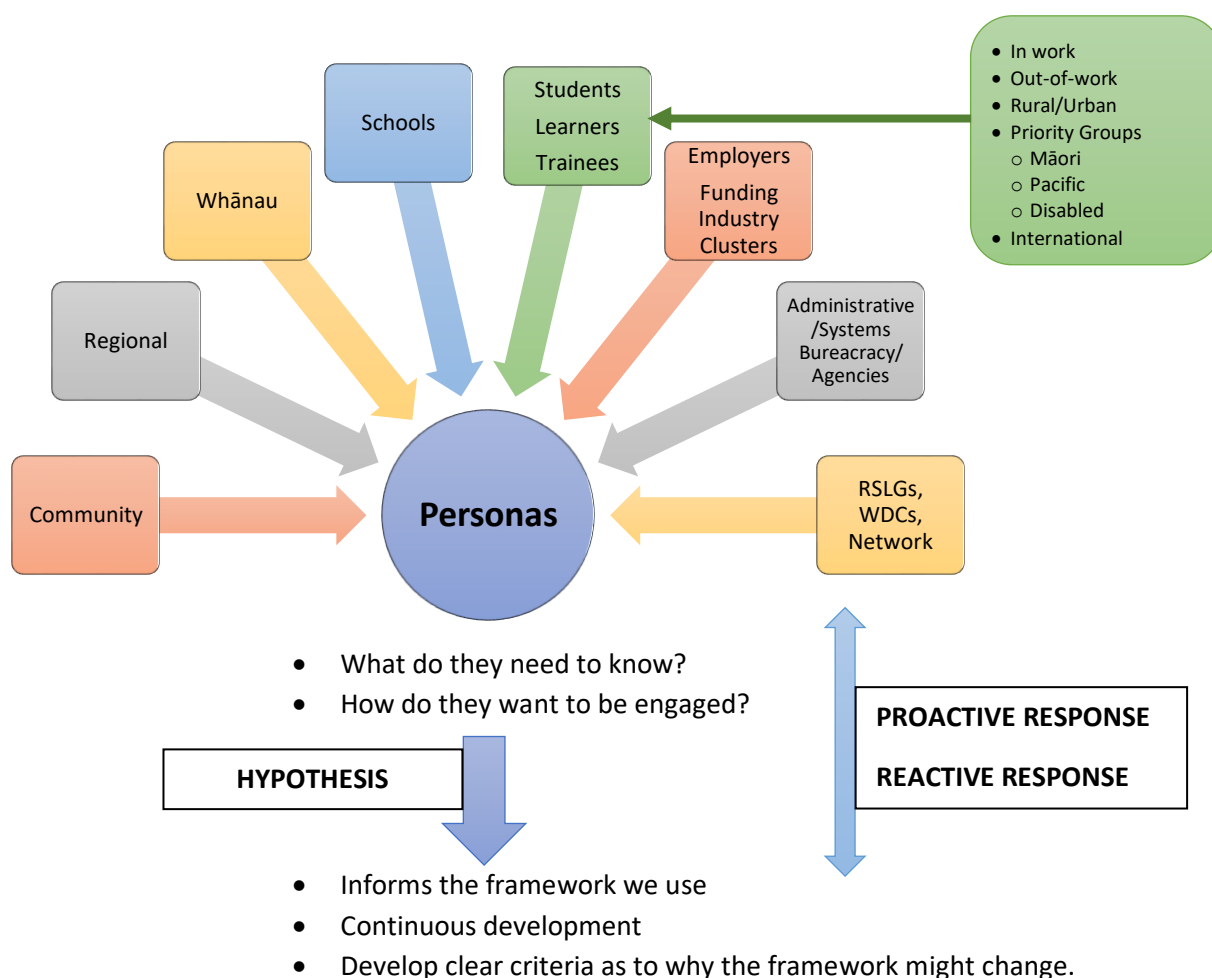 • In work
• Out-of-work
• Rural/Urban
• Priority Groups
o Māori
o Pacific
o Disabled
• International
Students
Learners
Trainees
Schools
Employers
Funding
Industry
Clusters
Whānau
Administrative
/Systems
Bureacracy/
Agencies
Regional
Community
Personas
RSLGs,
WDCs,
Network
• What do they need to know?
• How do they want to be engaged?
PROACTIVE RESPONSE
REACTIVE RESPONSE
HYPOTHESIS
• Informs the framework we use
• Continuous development
• Develop clear criteria as to why the framework might change.